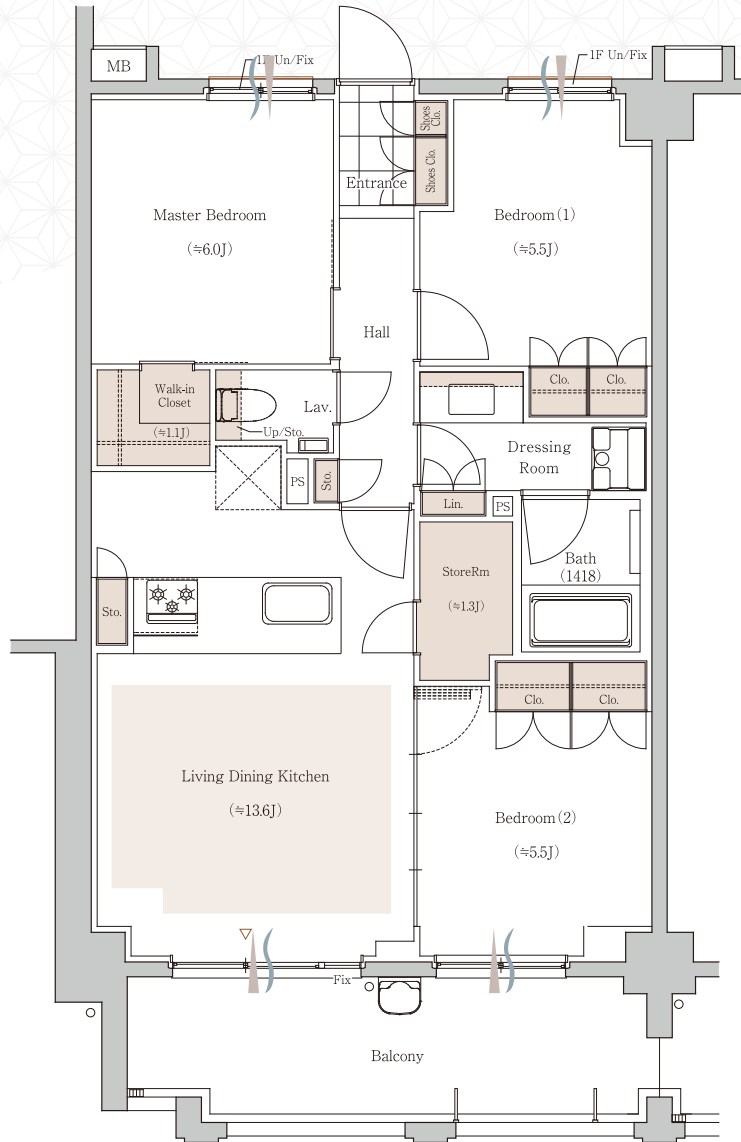 MB
1F Un/Fix
1F Un/Fix
Shoes
Clo.
Shoes Clo.
Entrance
Master Bedroom
(≒6.0J)
Bedroom(1)
(≒5.5J)
Hall
Walk-in
Closet
(≒1.1J)
Lav.
Up/Sto.
Clo.
Clo.
Dressing
Room
PS
Sto.
Lin.
PS
Bath
(1418)
StoreRm
(≒1.3J)
Sto.
Clo.
Clo.
Living Dining Kitchen
(≒13.6J)
Bedroom(2)
(≒5.5J)
Fix
Balcony